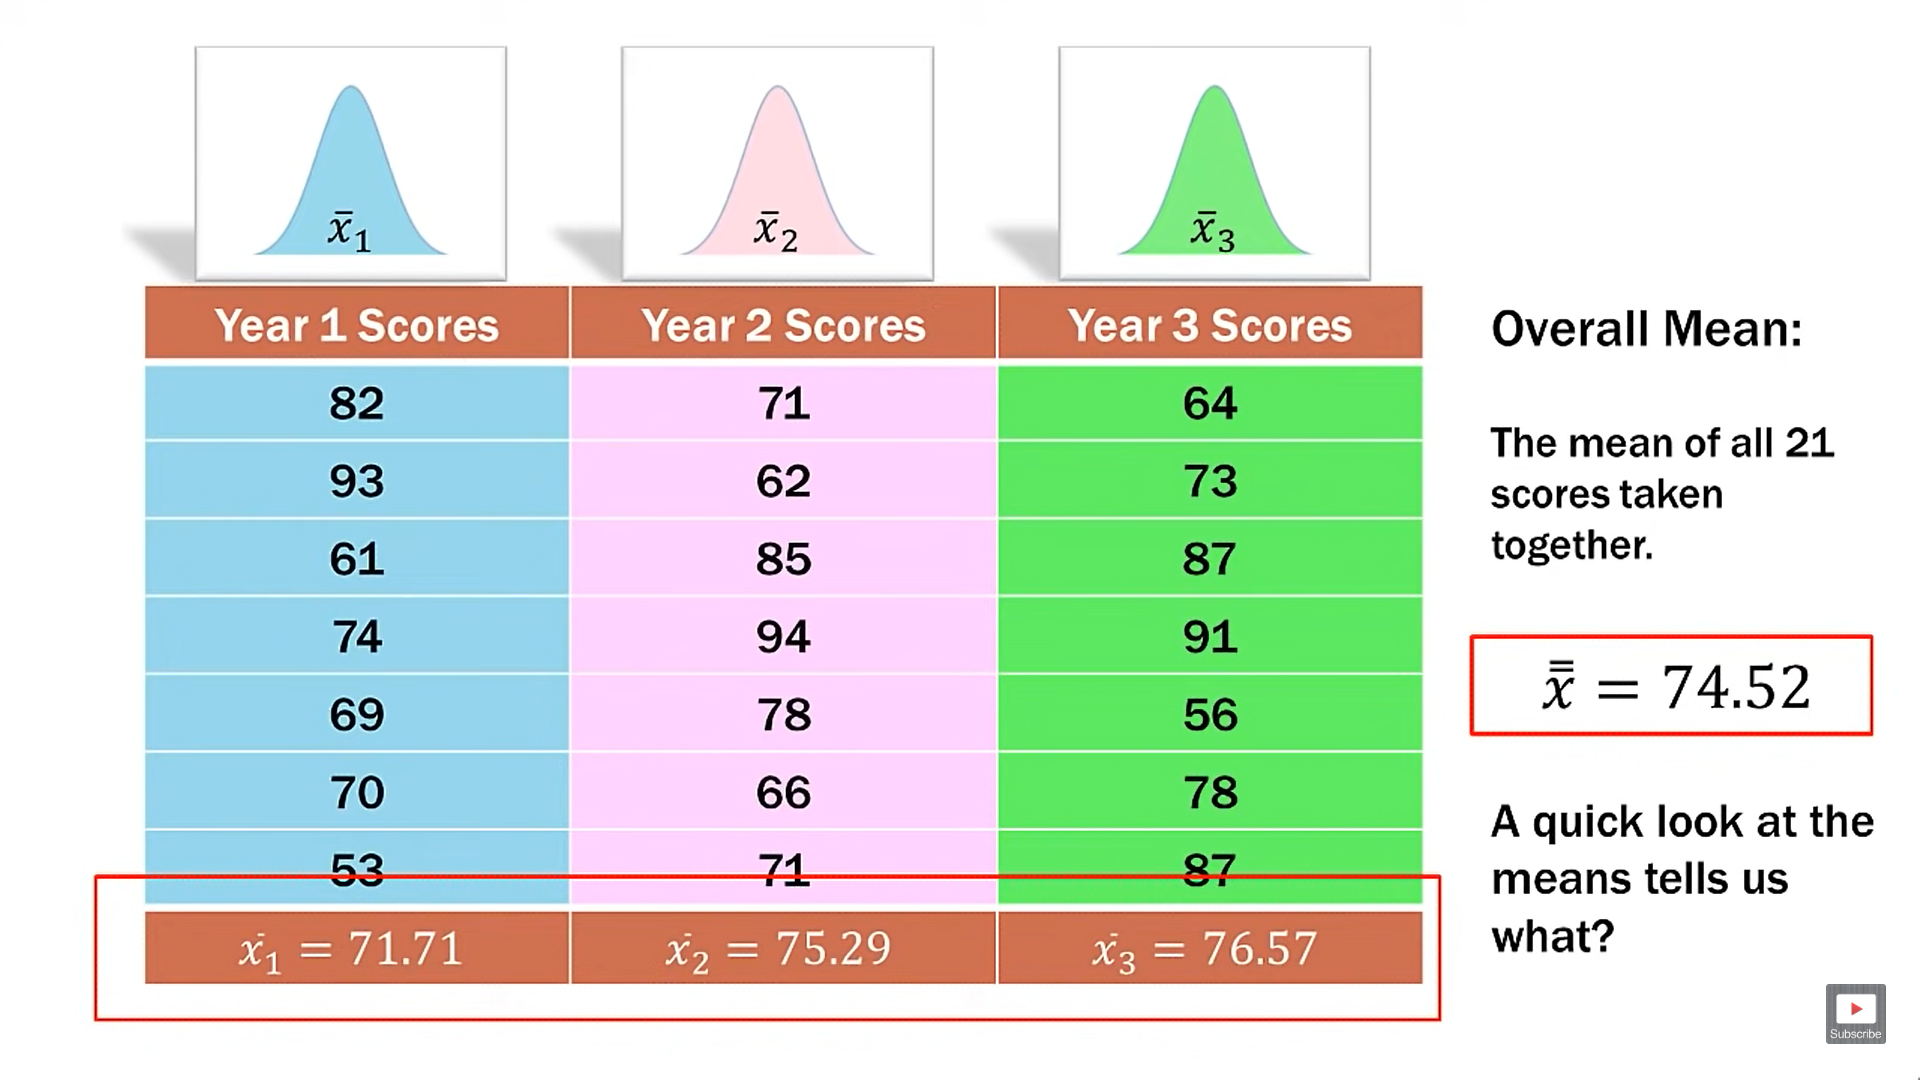 x̄₁ x̄₂ x̄₃
Year 1 Scores Year 2 Scores Year 3 Scores
82 71 64
93 62 73
61 85 87
74 94 91
69 78 56
70 66 78
53 71 87
x̄₁ = 71.71 x̄₂ = 75.29 x̄₃ = 76.57
Overall Mean:
The mean of all 21
scores taken
together.
x̿ = 74.52
A quick look at the
means tells us
what?
Subscribe